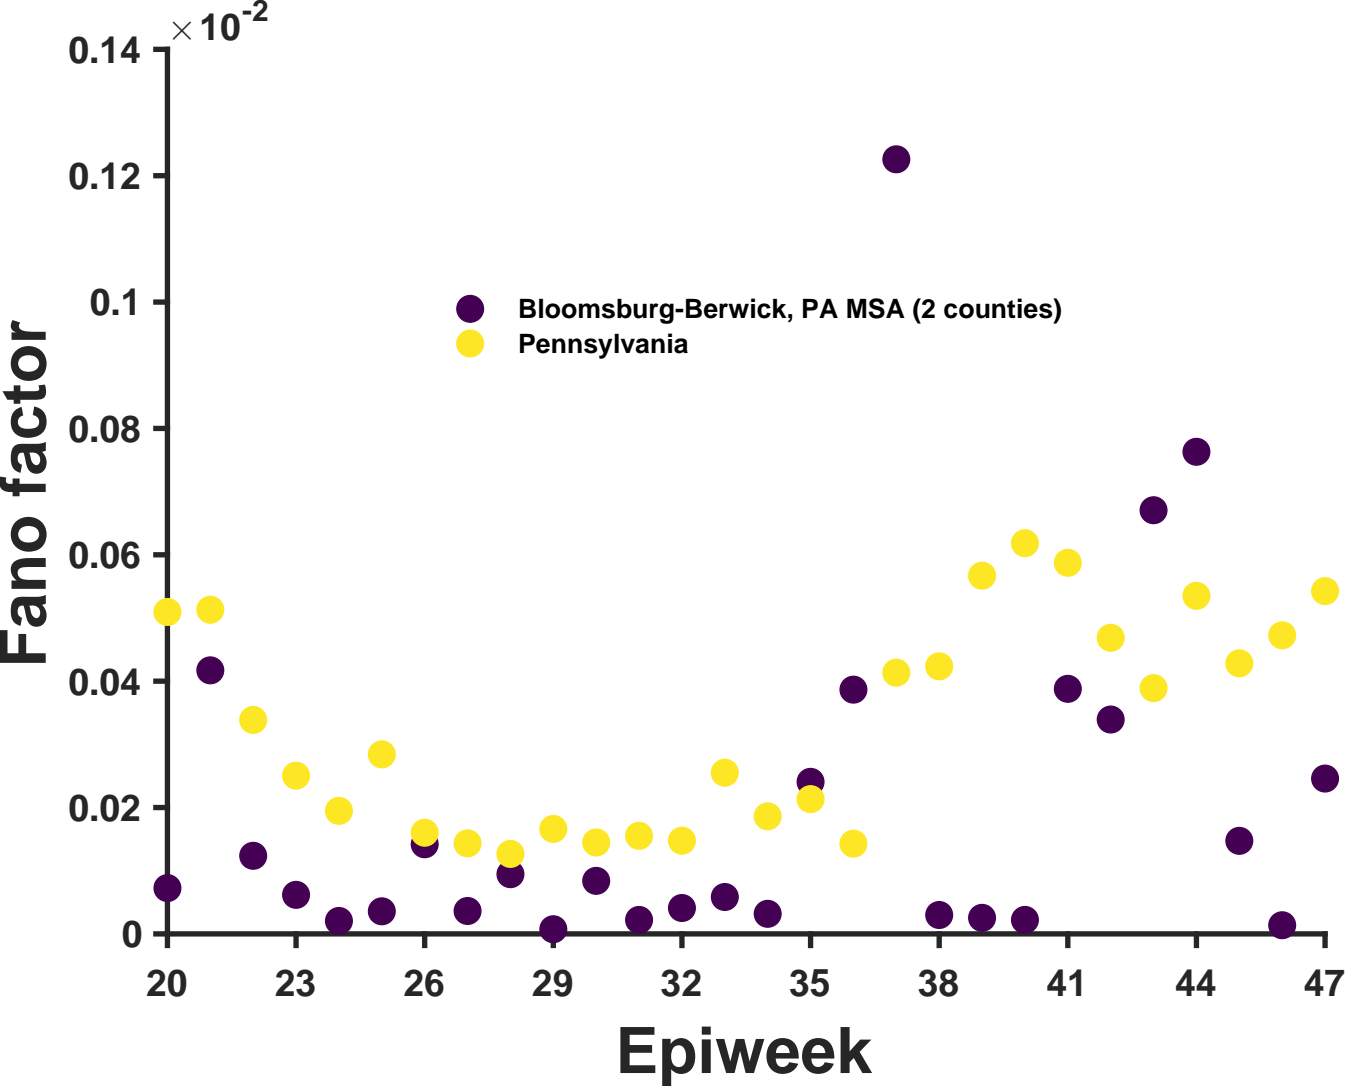 ×10-2
0.14
0.12
0.1
0.08
0.06
0.04
0.02
0
Fano factor
Bloomsburg-Berwick, PA MSA (2 counties)
Pennsylvania
20 23 26 29 32 35 38 41 44 47
Epiweek